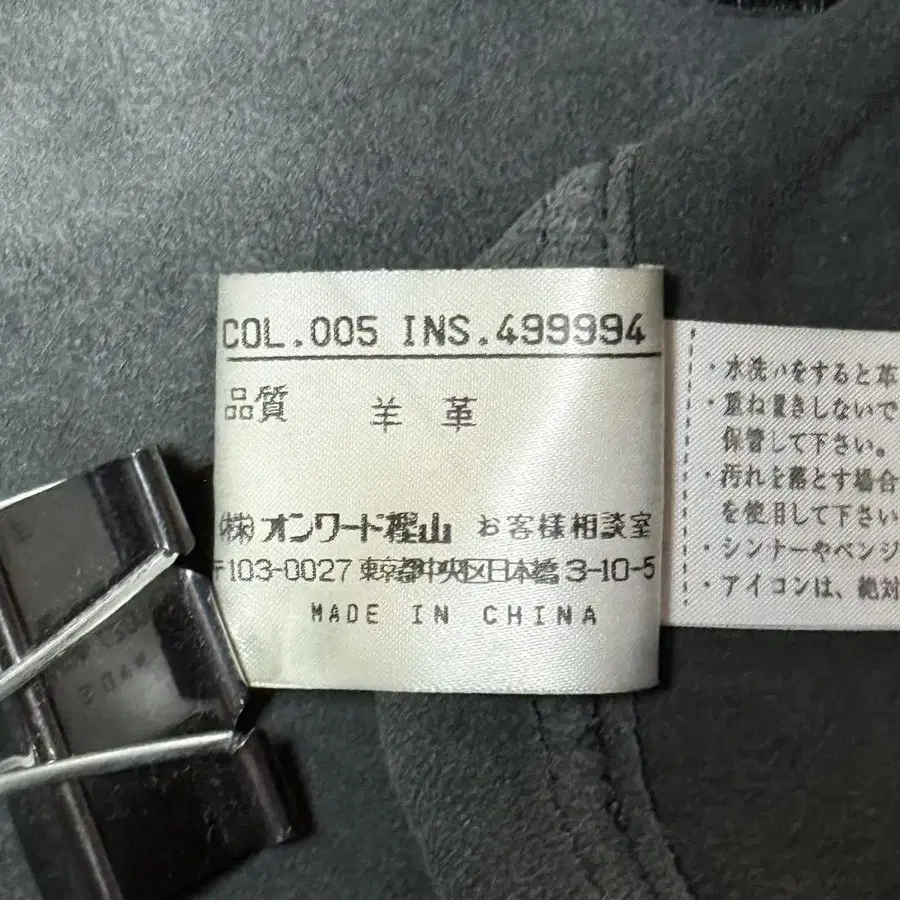 COL.005 INS.499994
品質 羊革
(株)オンワード樫山 お客様相談室
〒103-0027 東京都中央区日本橋3-10-5
MADE IN CHINA
・水洗いをすると革
・重ね置きしないで
保管して下さい。
・汚れを落とす場合
を使用して下さい
・シンナーやベンジ
・アイコンは、絶対